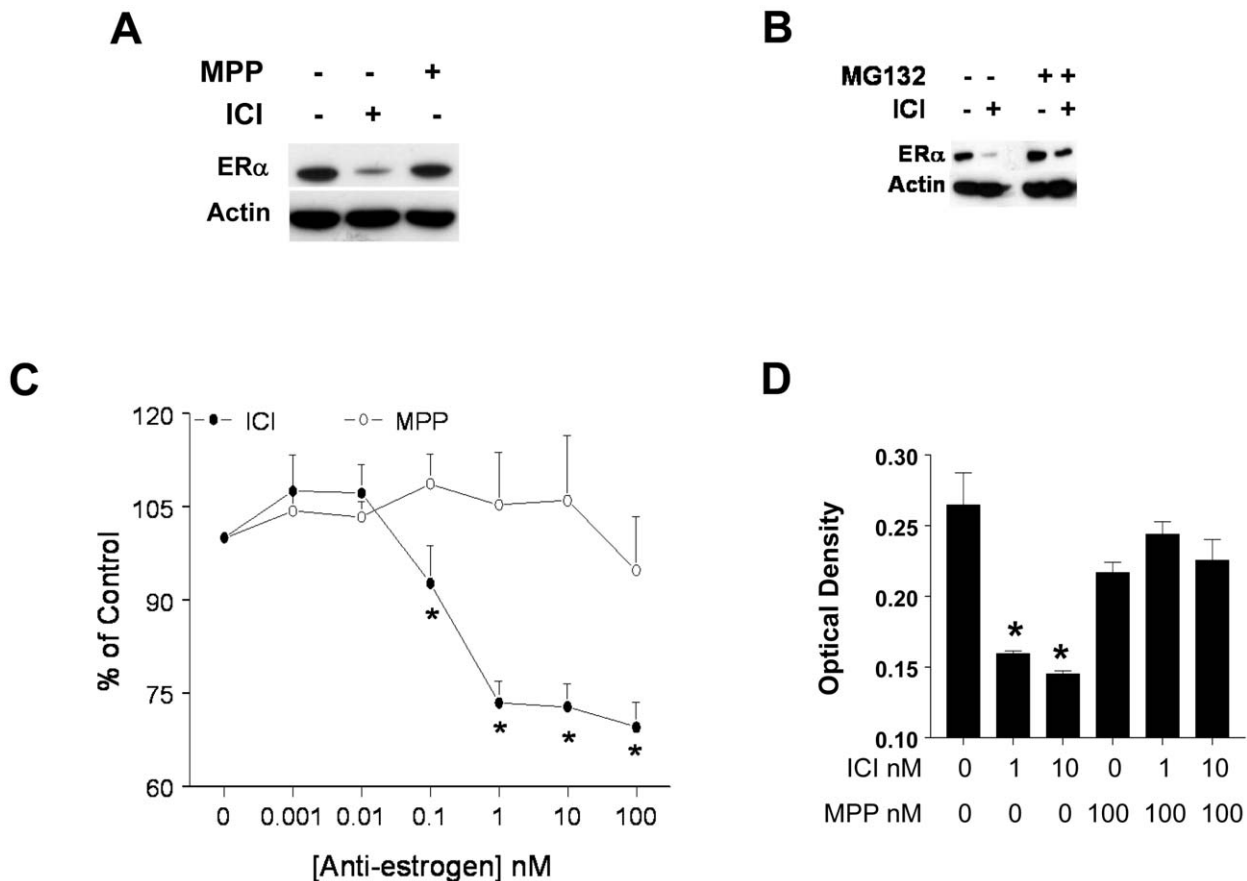 A
MPP - - +
ICI - + -
ERα
Actin
B
MG132 - - + +
ICI - + - +
ERα
Actin
C
ICI MPP
120
105
90
75
60
% of Control
* * * *
0 0.001 0.01 0.1 1 10 100
[Anti-estrogen] nM
D
0.30
0.25
0.20
0.15
0.10
Optical Density
* *
ICI nM 0 1 10 0 1 10
MPP nM 0 0 0 100 100 100